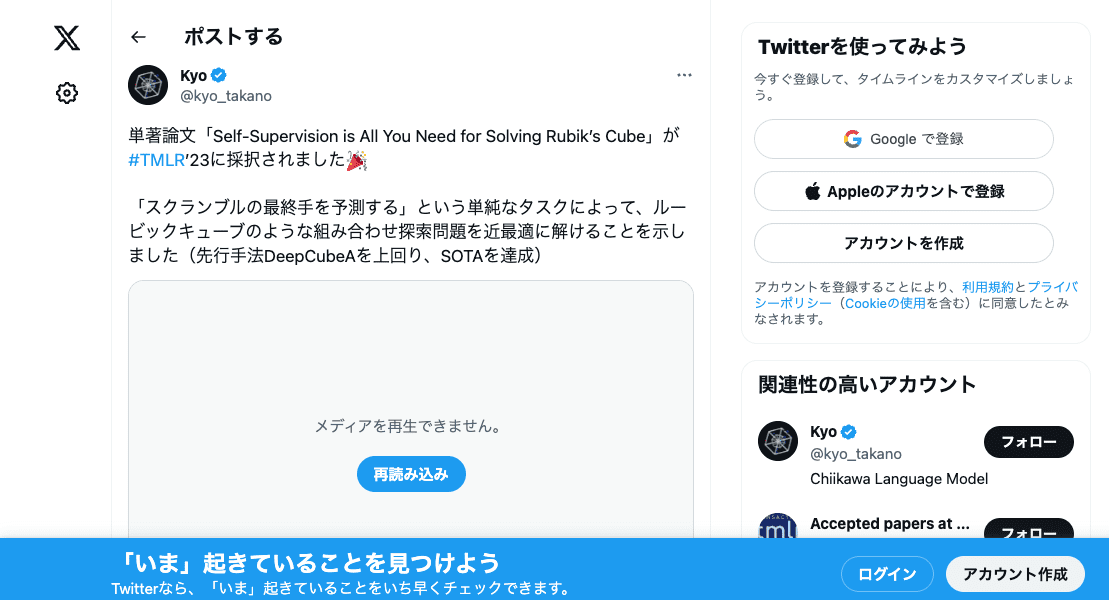 ポストする
Kyo
@kyo_takano
単著論文「Self-Supervision is All You Need for Solving Rubik’s Cube」が
#TMLR’23に採択されました🎉
「スクランブルの最終手を予測する」という単純なタスクによって、ルー
ビックキューブのような組み合わせ探索問題を近最適に解けることを示し
ました（先行手法DeepCubeAを上回り、SOTAを達成）
メディアを再生できません。
再読み込み
Twitterを使ってみよう
今すぐ登録して、タイムラインをカスタマイズしましょ
う。
Google で登録
Appleのアカウントで登録
アカウントを作成
アカウントを登録することにより、利用規約とプライバ
シーポリシー（Cookieの使用を含む）に同意したとみ
なされます。
関連性の高いアカウント
Kyo
@kyo_takano
フォロー
Chiikawa Language Model
Accepted papers at ...
フォロー
「いま」起きていることを見つけよう
Twitterなら、「いま」起きていることをいち早くチェックできます。
ログイン
アカウント作成